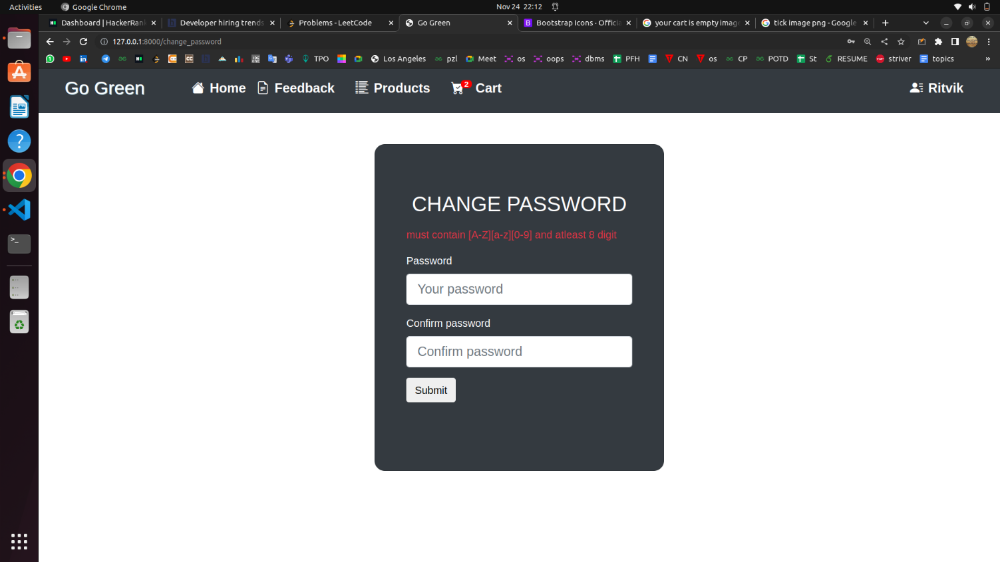 Activities Google Chrome Nov 24 22:12
Dashboard | HackerRank Developer hiring trends Problems - LeetCode Go Green Bootstrap Icons · Officia your cart is empty image tick image png - Google
127.0.0.1:8000/change_password
TPO Los Angeles pzl Meet os oops dbms PFH CN os CP POTD St RESUME striver topics »
Go Green Home Feedback Products 2 Cart Ritvik
CHANGE PASSWORD
must contain [A-Z][a-z][0-9] and atleast 8 digit
Password
Your password
Confirm password
Confirm password
Submit